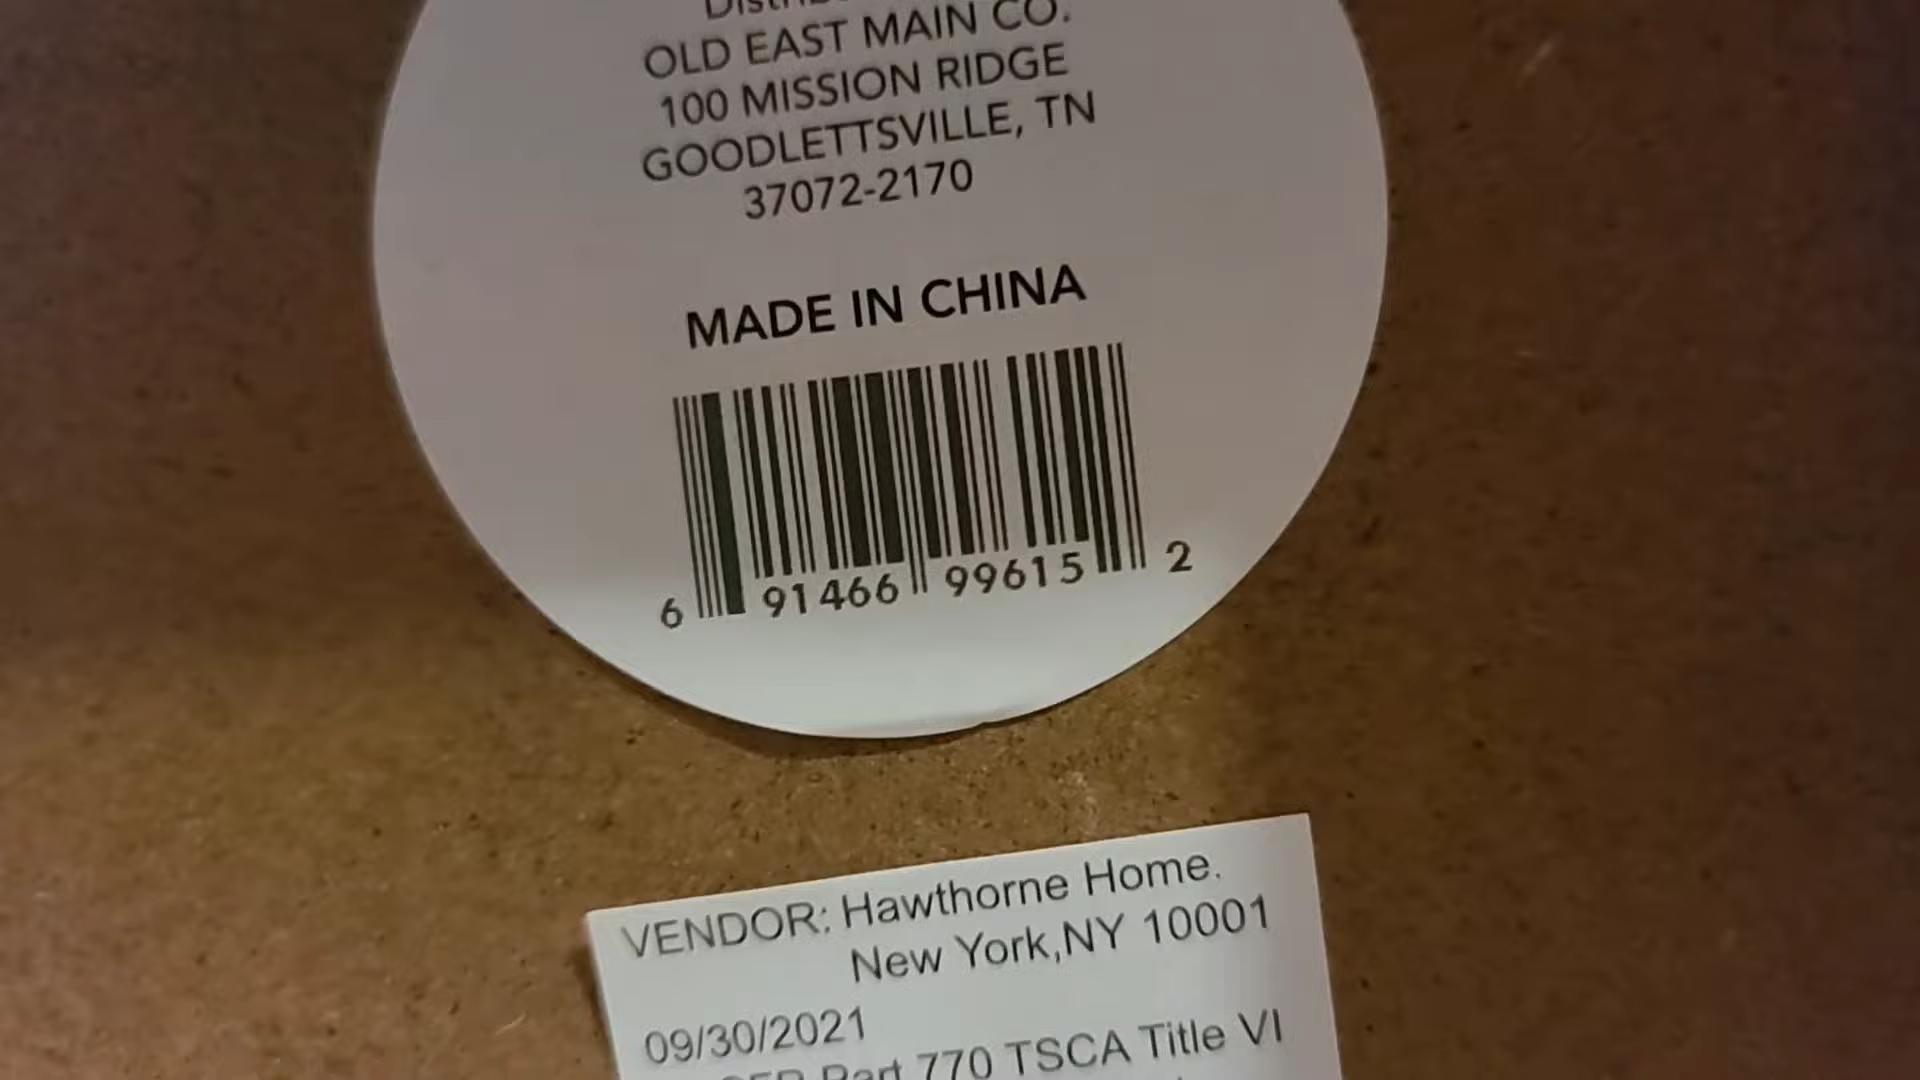 OLD EAST MAIN CO.
100 MISSION RIDGE
GOODLETTSVILLE, TN
37072-2170
MADE IN CHINA
6 91466 99615 2
VENDOR: Hawthorne Home.
New York,NY 10001
09/30/2021
Part 770 TSCA Title VI